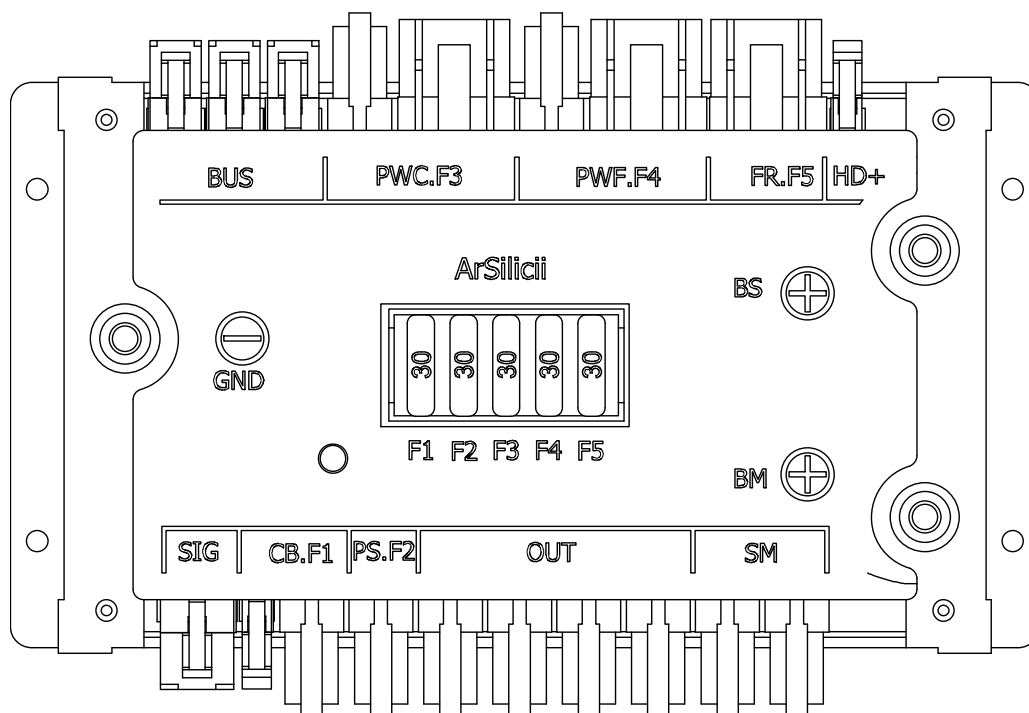 BUS PWC.F3 PWF.F4 FR.F5 HD+
ArSilicii
BS
30 30 30 30 30
GND
F1 F2 F3 F4 F5
BM
SIG CB.F1 PS.F2 OUT SM